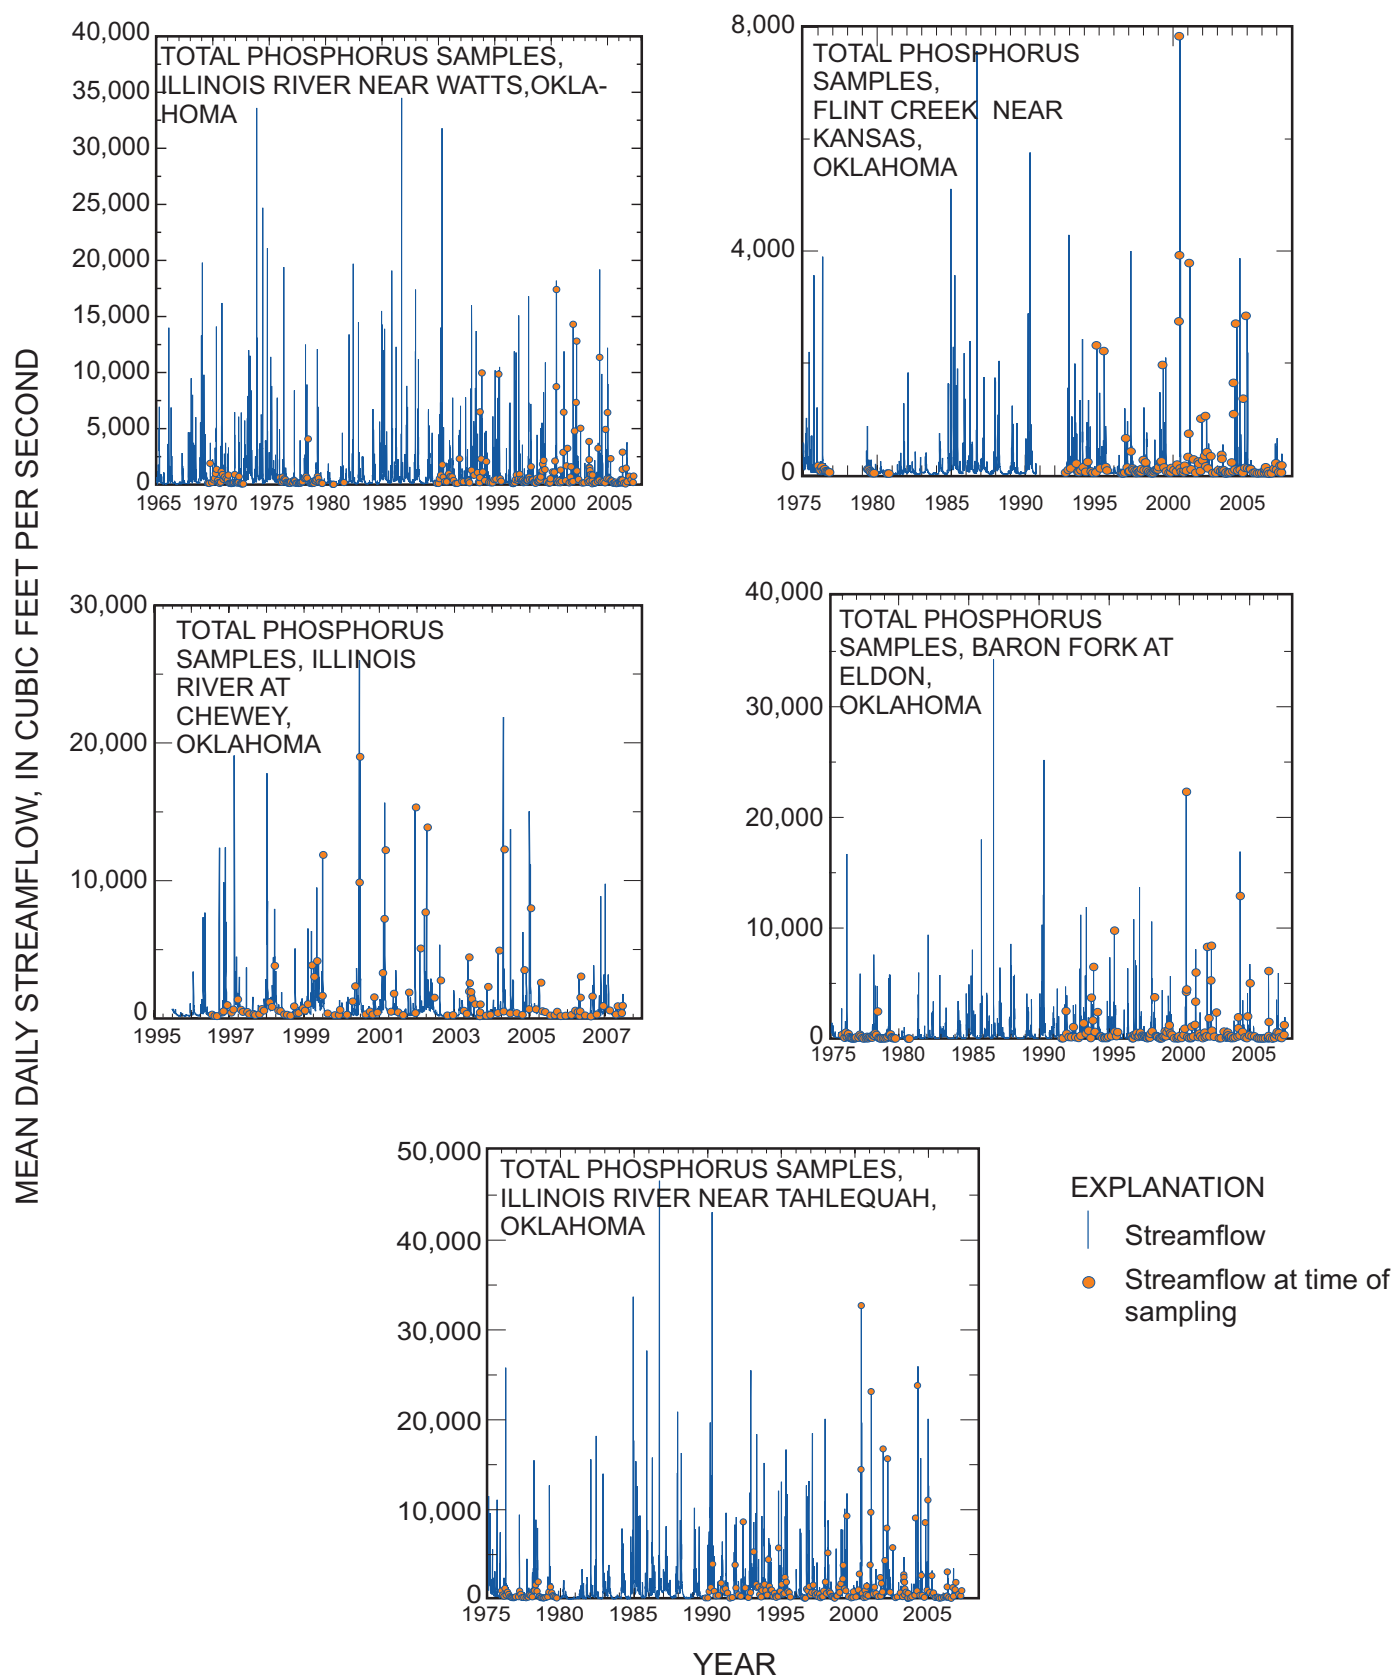 MEAN DAILY STREAMFLOW, IN CUBIC FEET PER SECOND
40,000
35,000
30,000
25,000
20,000
15,000
10,000
5,000
0
TOTAL PHOSPHORUS SAMPLES,
ILLINOIS RIVER NEAR WATTS,OKLA-
HOMA
1965 1970 1975 1980 1985 1990 1995 2000 2005
8,000
4,000
0
TOTAL PHOSPHORUS
SAMPLES,
FLINT CREEK NEAR
KANSAS,
OKLAHOMA
1975 1980 1985 1990 1995 2000 2005
30,000
20,000
10,000
0
TOTAL PHOSPHORUS
SAMPLES, ILLINOIS
RIVER AT
CHEWEY,
OKLAHOMA
1995 1997 1999 2001 2003 2005 2007
40,000
30,000
20,000
10,000
0
TOTAL PHOSPHORUS
SAMPLES, BARON FORK AT
ELDON,
OKLAHOMA
1975 1980 1985 1990 1995 2000 2005
50,000
40,000
30,000
20,000
10,000
0
TOTAL PHOSPHORUS SAMPLES,
ILLINOIS RIVER NEAR TAHLEQUAH,
OKLAHOMA
1975 1980 1985 1990 1995 2000 2005
EXPLANATION
Streamflow
Streamflow at time of
sampling
YEAR